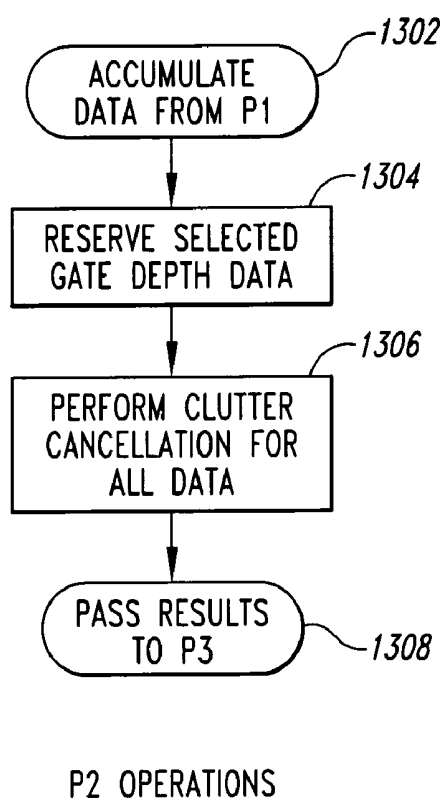 1302
ACCUMULATE
DATA FROM P1
1304
RESERVE SELECTED
GATE DEPTH DATA
1306
PERFORM CLUTTER
CANCELLATION FOR
ALL DATA
PASS RESULTS
TO P3
1308
P2 OPERATIONS